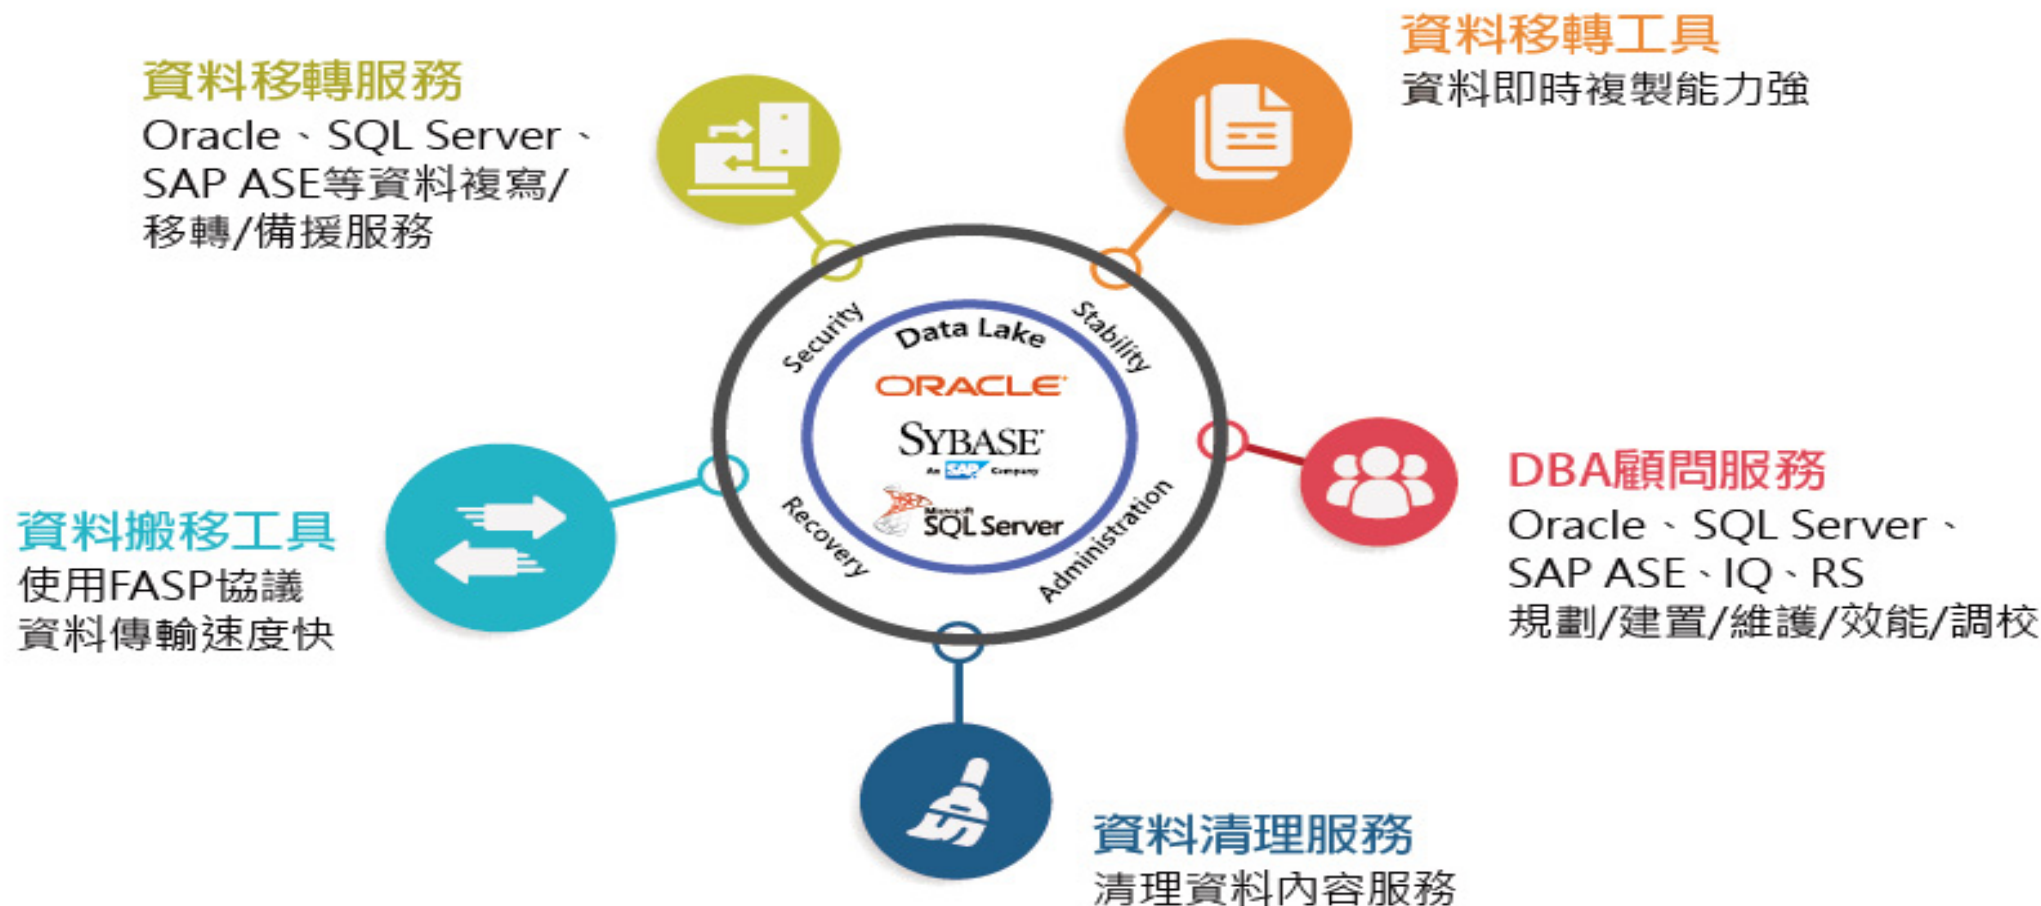 資料移轉服務
Oracle、SQL Server、
SAP ASE等資料複寫/
移轉/備援服務
資料移轉工具
資料即時複製能力強
Security
Stability
Data Lake
ORACLE
SYBASE
An SAP Company
Microsoft
SQL Server
Recovery
Administration
資料搬移工具
使用FASP協議
資料傳輸速度快
DBA顧問服務
Oracle、SQL Server、
SAP ASE、IQ、RS
規劃/建置/維護/效能/調校
資料清理服務
清理資料內容服務